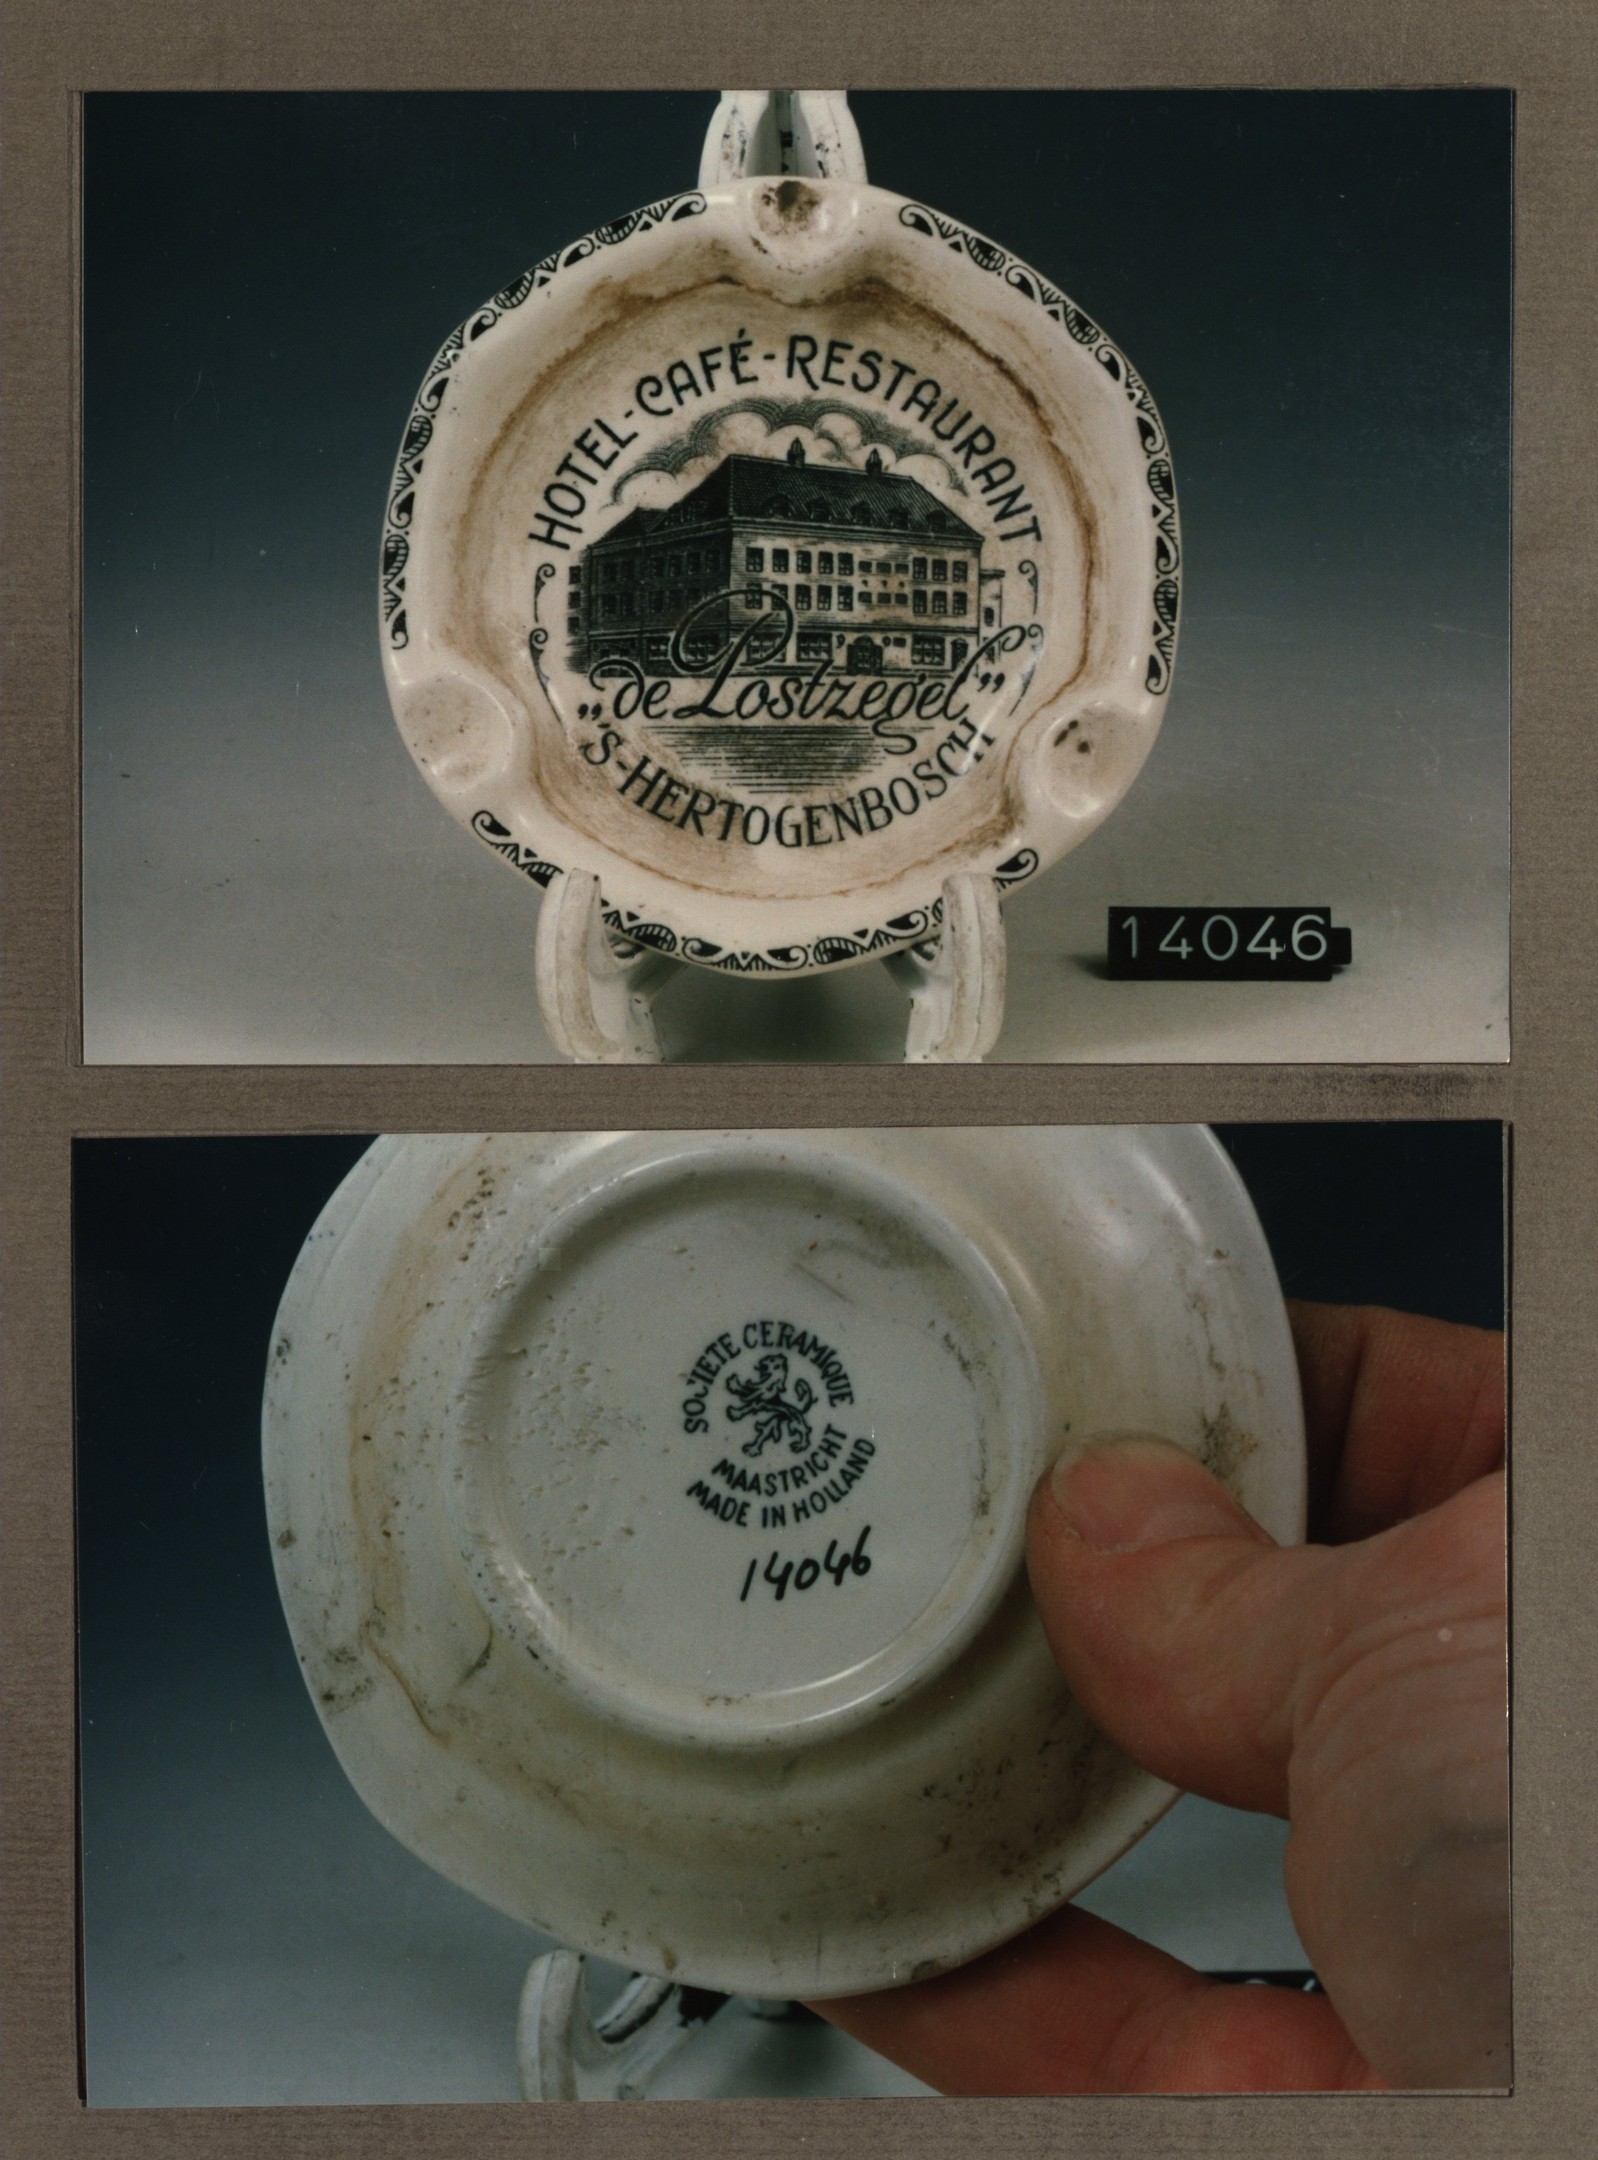 HOTEL-CAFÉ-RESTAURANT
„de Postzegel”
'S-HERTOGENBOSCH
14046
SOCIETE CERAMIQUE
MAASTRICHT
MADE IN HOLLAND
14046